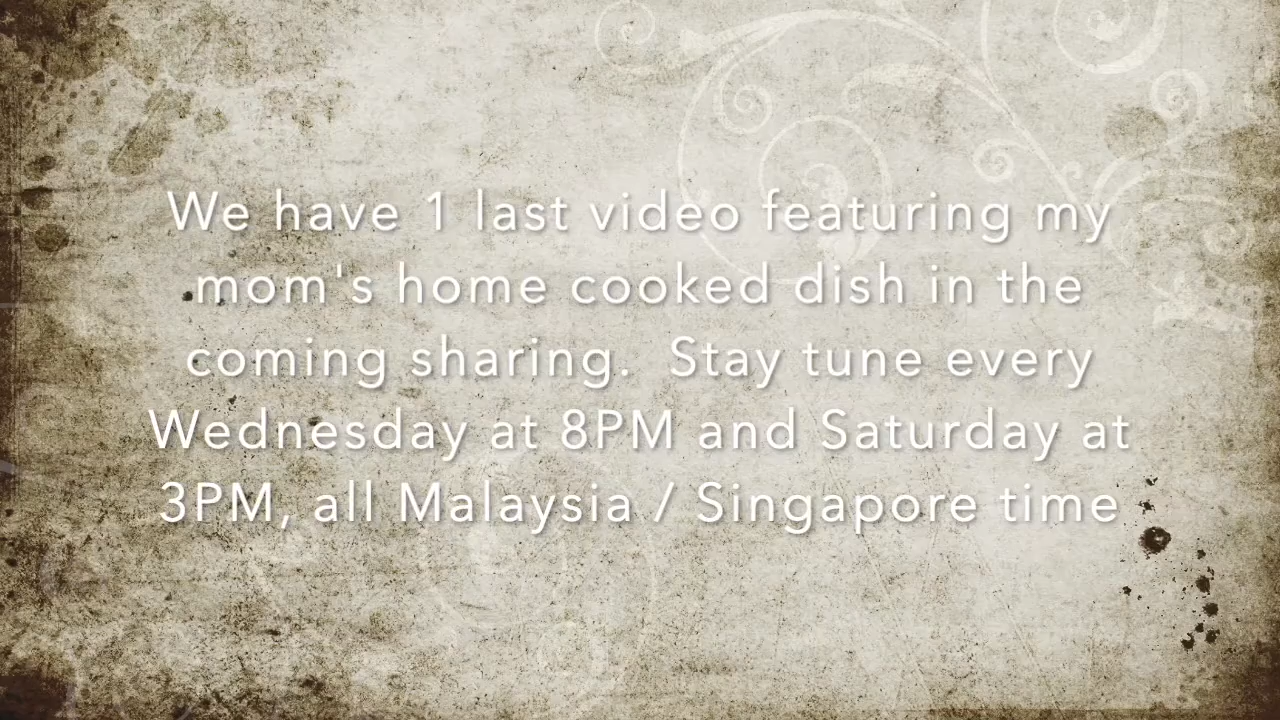 We have 1 last video featuring my
mom's home cooked dish in the
coming sharing.  Stay tune every
Wednesday at 8PM and Saturday at
3PM, all Malaysia / Singapore time